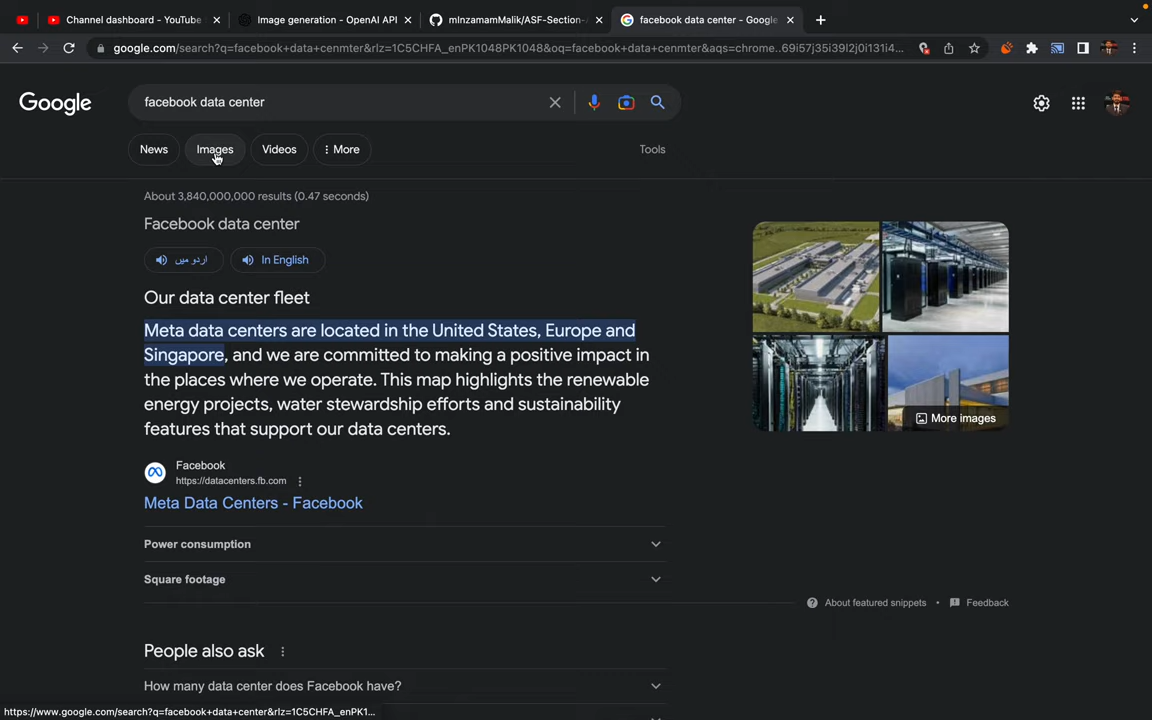 Channel dashboard - YouTube
Image generation - OpenAI API
mInzamamMalik/ASF-Section-
facebook data center - Google
google.com/search?q=facebook+data+cenmter&rlz=1C5CHFA_enPK1048PK1048&oq=facebook+data+cenmter&aqs=chrome..69i57j35i39l2j0i131i4...
Google
facebook data center
News
Images
Videos
More
Tools
About 3,840,000,000 results (0.47 seconds)
Facebook data center
اردو میں
In English
Our data center fleet
Meta data centers are located in the United States, Europe and
Singapore, and we are committed to making a positive impact in
the places where we operate. This map highlights the renewable
energy projects, water stewardship efforts and sustainability
features that support our data centers.
More images
Facebook
https://datacenters.fb.com
Meta Data Centers - Facebook
Power consumption
Square footage
About featured snippets • Feedback
People also ask
How many data center does Facebook have?
https://www.google.com/search?q=facebook+data+center&rlz=1C5CHFA_enPK1...